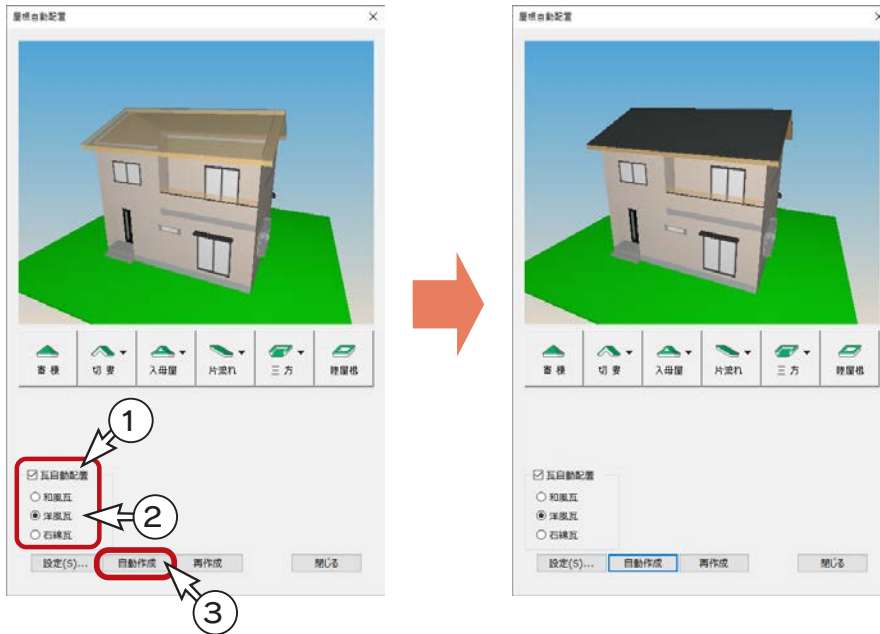 屋根自動配置
寄棟 切妻 入母屋 片流れ 三方 陸屋根
1
瓦自動配置
和風瓦
洋風瓦
2
石綿瓦
設定(S)... 自動作成 再作成 閉じる
3
屋根自動配置
寄棟 切妻 入母屋 片流れ 三方 陸屋根
瓦自動配置
和風瓦
洋風瓦
石綿瓦
設定(S)... 自動作成 再作成 閉じる